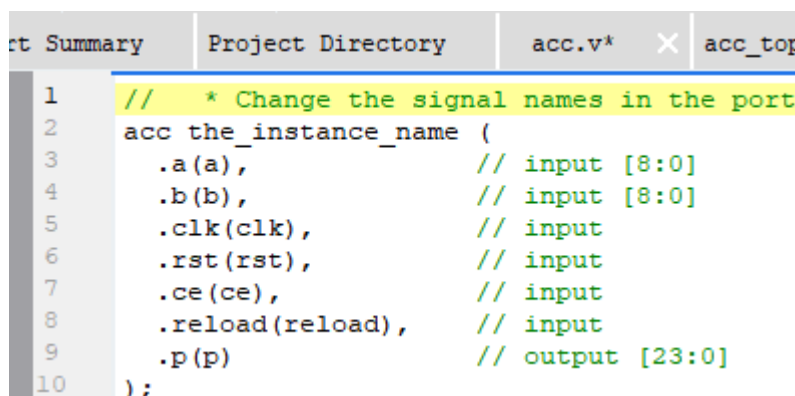 rt Summary Project Directory acc.v* acc_top
1 // * Change the signal names in the port
2 acc the_instance_name (
3 .a(a), // input [8:0]
4 .b(b), // input [8:0]
5 .clk(clk), // input
6 .rst(rst), // input
7 .ce(ce), // input
8 .reload(reload), // input
9 .p(p) // output [23:0]
10 );